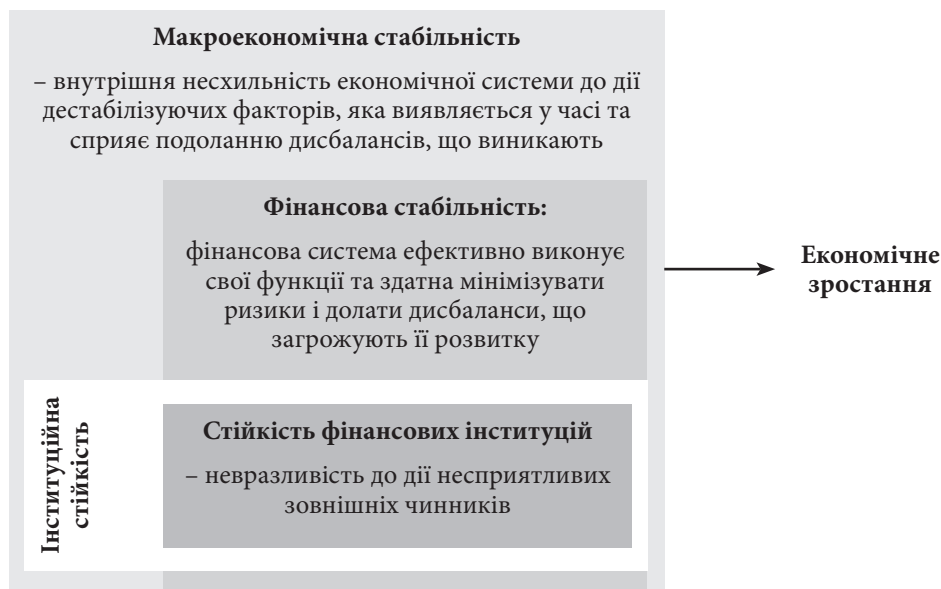 Макроекономічна стабільність
– внутрішня несхильність економічної системи до дії
дестабілізуючих факторів, яка виявляється у часі та
сприяє подоланню дисбалансів, що виникають
Фінансова стабільність:
фінансова система ефективно виконує
свої функції та здатна мінімізувати
ризики і долати дисбаланси, що
загрожують її розвитку
Економічне
зростання
Інституційна
стійкість
Стійкість фінансових інституцій
– невразливість до дії несприятливих
зовнішніх чинників